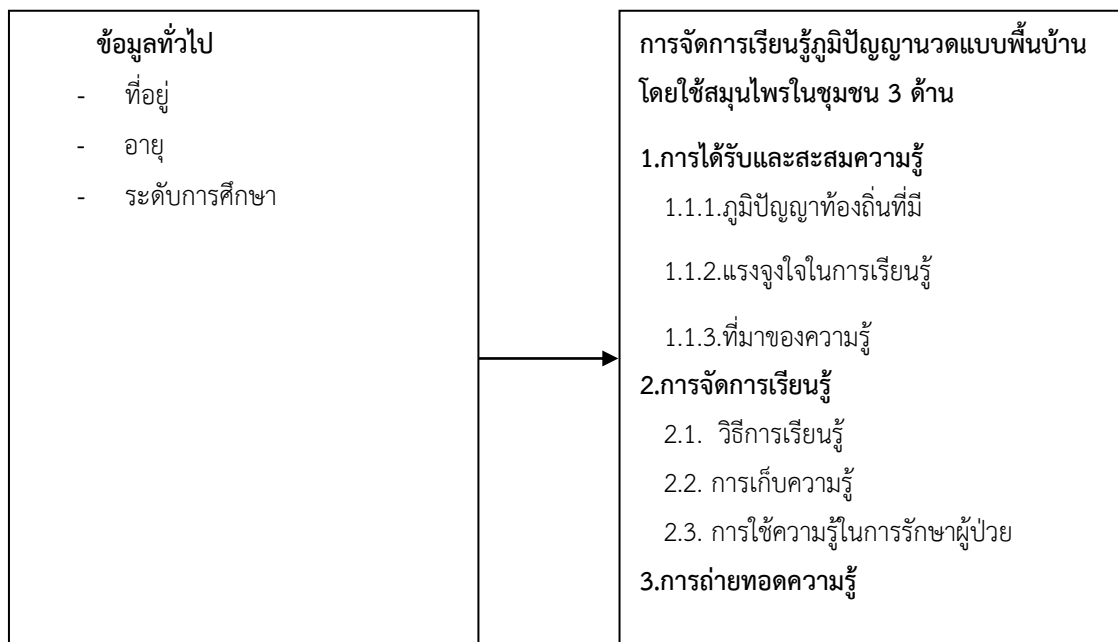 ข้อมูลทั่วไป
- ที่อยู่
- อายุ
- ระดับการศึกษา
การจัดการเรียนรู้ภูมิปัญญานวดแบบพื้นบ้าน
โดยใช้สมุนไพรในชุมชน 3 ด้าน
1.การได้รับและสะสมความรู้
1.1.1.ภูมิปัญญาท้องถิ่นที่มี
1.1.2.แรงจูงใจในการเรียนรู้
1.1.3.ที่มาของความรู้
2.การจัดการเรียนรู้
2.1. วิธีการเรียนรู้
2.2. การเก็บความรู้
2.3. การใช้ความรู้ในการรักษาผู้ป่วย
3.การถ่ายทอดความรู้